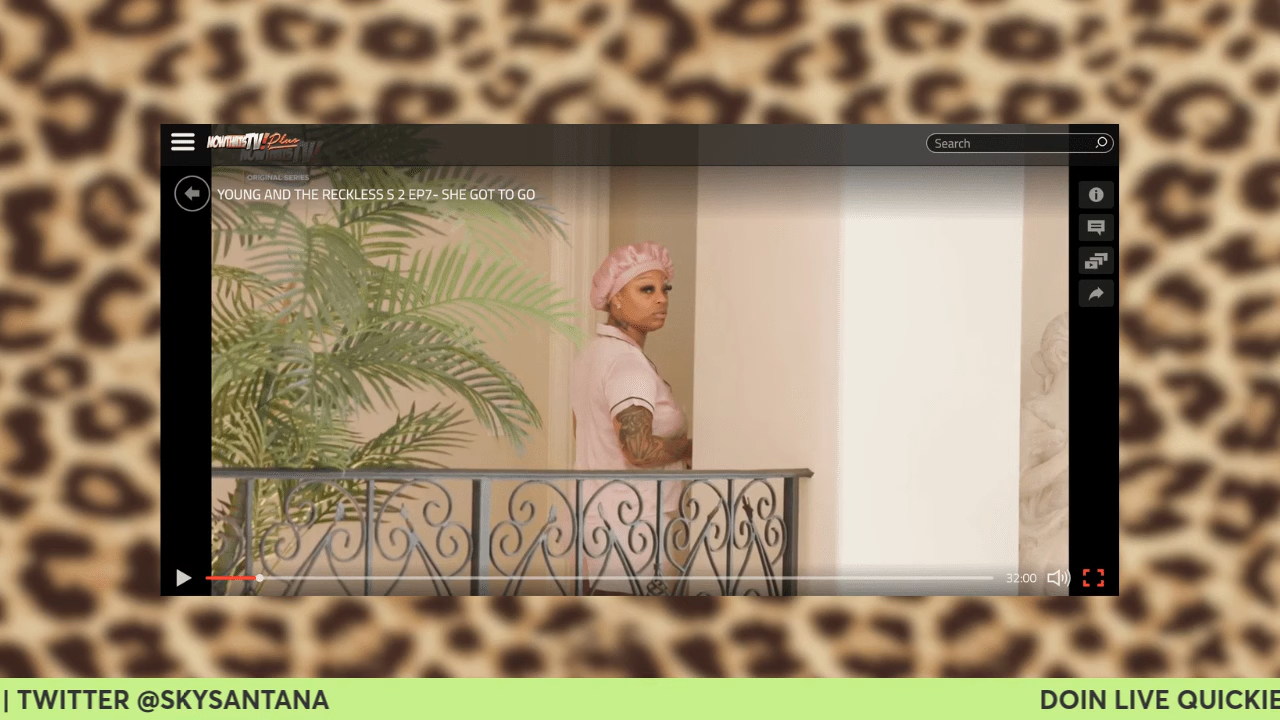 NOWTHATSTV! Plus
Search
NOWTHATSTV!
ORIGINAL SERIES
YOUNG AND THE RECKLESS S 2 EP7- SHE GOT TO GO
32:00
| TWITTER @SKYSANTANA
DOIN LIVE QUICKIE